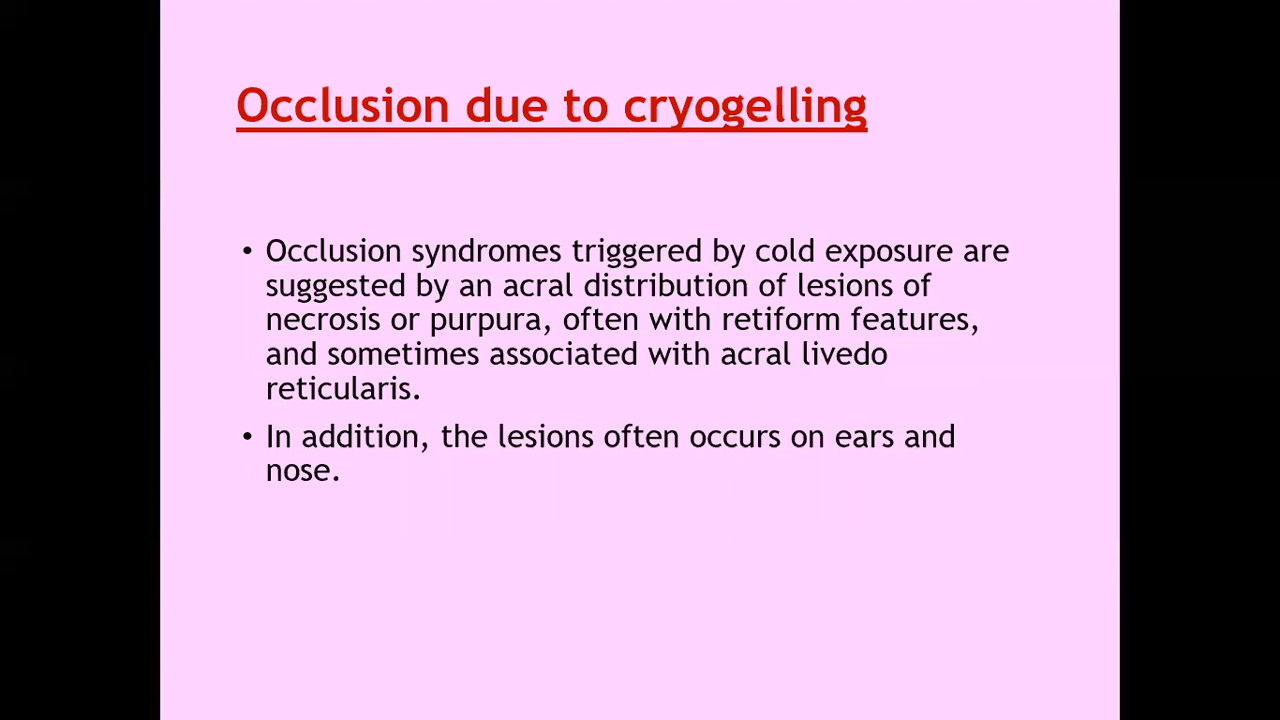 Occlusion due to cryogelling
• Occlusion syndromes triggered by cold exposure are
suggested by an acral distribution of lesions of
necrosis or purpura, often with retiform features,
and sometimes associated with acral livedo
reticularis.
• In addition, the lesions often occurs on ears and
nose.